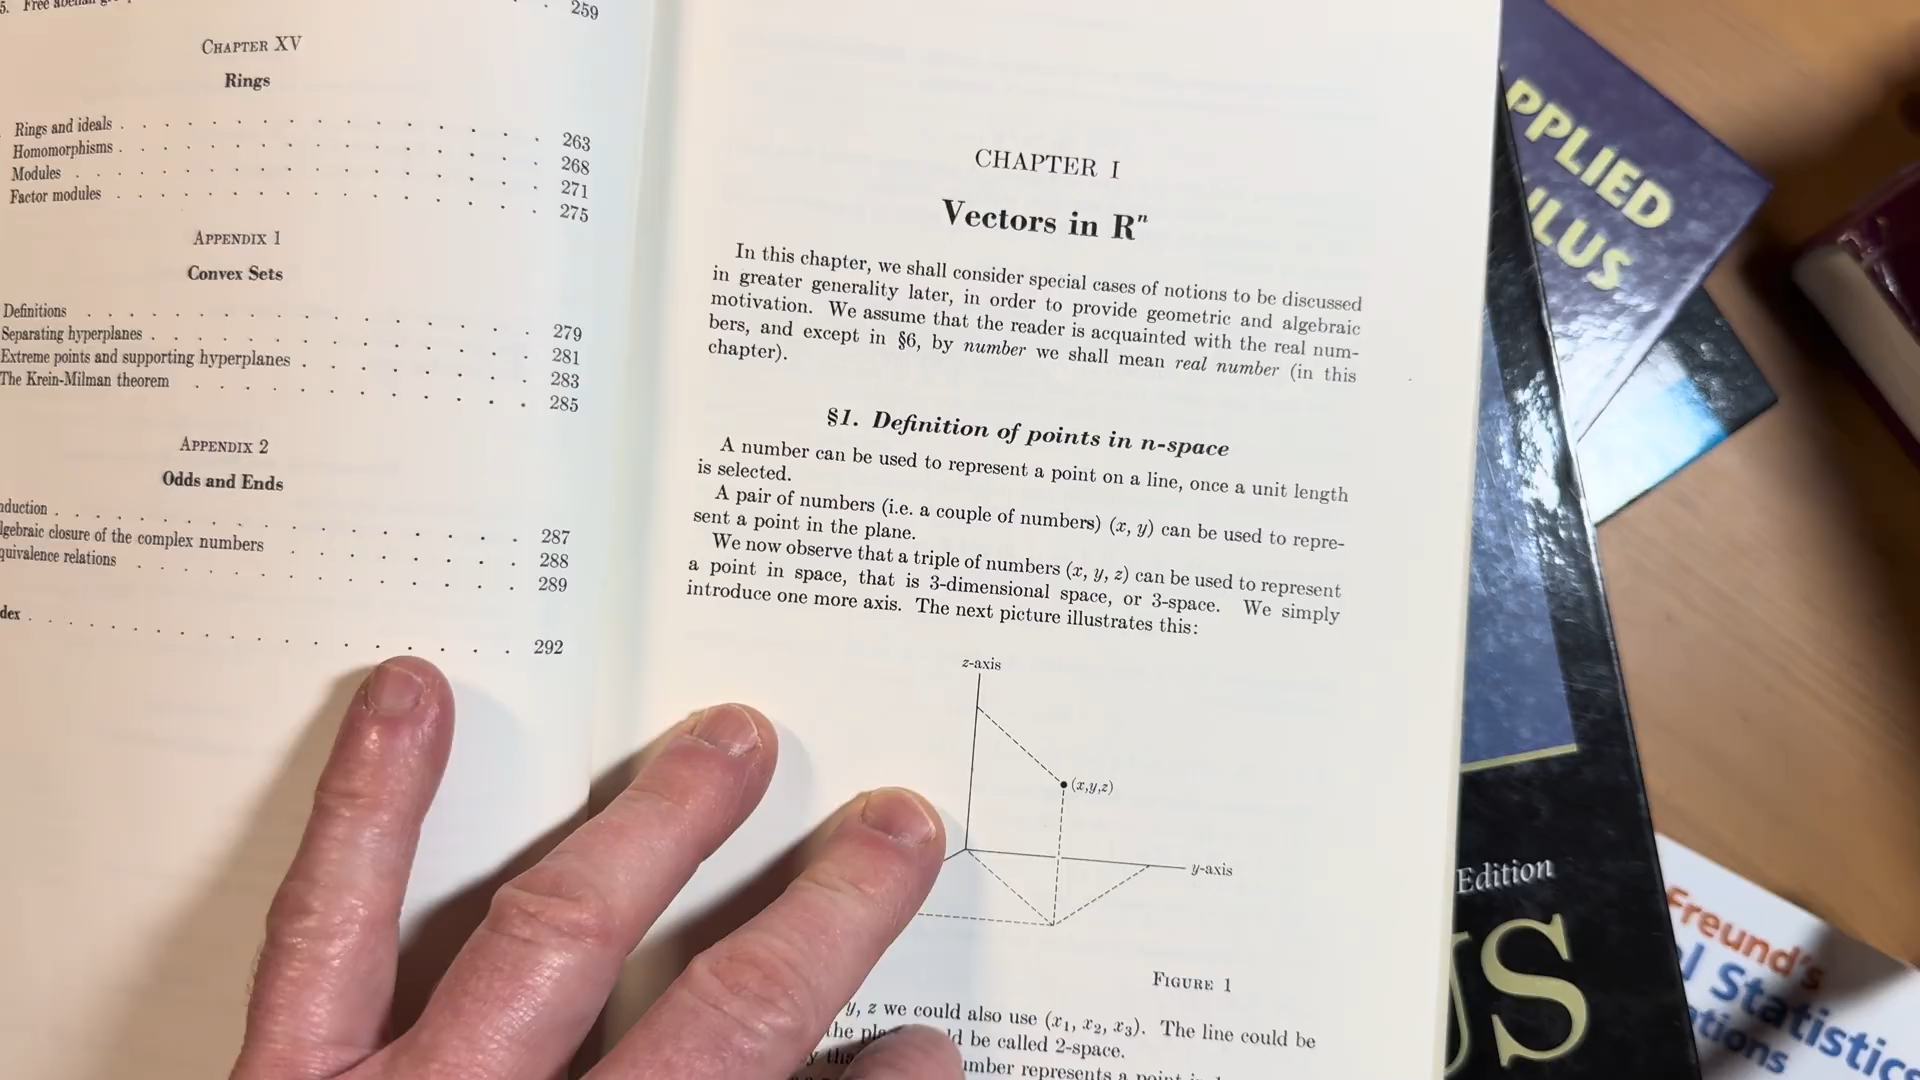 5. Free abelian 259
CHAPTER XV
Rings
Rings and ideals . . . . . . . . . . . . 263
Homomorphisms . . . . . . . . . . . . 268
Modules . . . . . . . . . . . . 271
Factor modules . . . . . . . . . . . . 275
APPENDIX 1
Convex Sets
Definitions . . . . . . . . . . . . 279
Separating hyperplanes . . . . . . . . . . . . 281
Extreme points and supporting hyperplanes . . . . . . . . 283
The Krein-Milman theorem . . . . . . . . . . 285
APPENDIX 2
Odds and Ends
nduction . . . . . . . . . . . . 287
lgebraic closure of the complex numbers . . . . . . . . 288
quivalence relations . . . . . . . . . . . . 289
dex . . . . . . . . . . . . 292
CHAPTER I
Vectors in Rⁿ
In this chapter, we shall consider special cases of notions to be discussed
in greater generality later, in order to provide geometric and algebraic
motivation. We assume that the reader is acquainted with the real num-
bers, and except in §6, by number we shall mean real number (in this
chapter).
§1. Definition of points in n-space
A number can be used to represent a point on a line, once a unit length
is selected.
A pair of numbers (i.e. a couple of numbers) (x, y) can be used to repre-
sent a point in the plane.
We now observe that a triple of numbers (x, y, z) can be used to represent
a point in space, that is 3-dimensional space, or 3-space. We simply
introduce one more axis. The next picture illustrates this:
z-axis
(x,y,z)
y-axis
FIGURE 1
y, z we could also use (x₁, x₂, x₃). The line could be
the pl d be called 2-space.
y tha mber represents a point
PPLIED
ULUS
Edition
US
Freund's
l Statistics
ations